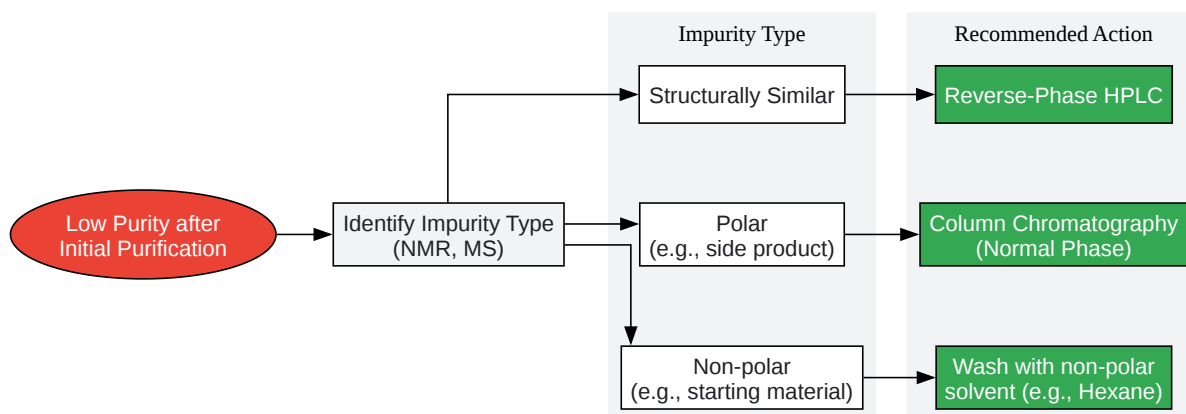 Impurity Type
Recommended Action
Structurally Similar
Reverse-Phase HPLC
Low Purity after
Initial Purification
Identify Impurity Type
(NMR, MS)
Polar
(e.g., side product)
Column Chromatography
(Normal Phase)
Non-polar
(e.g., starting material)
Wash with non-polar
solvent (e.g., Hexane)